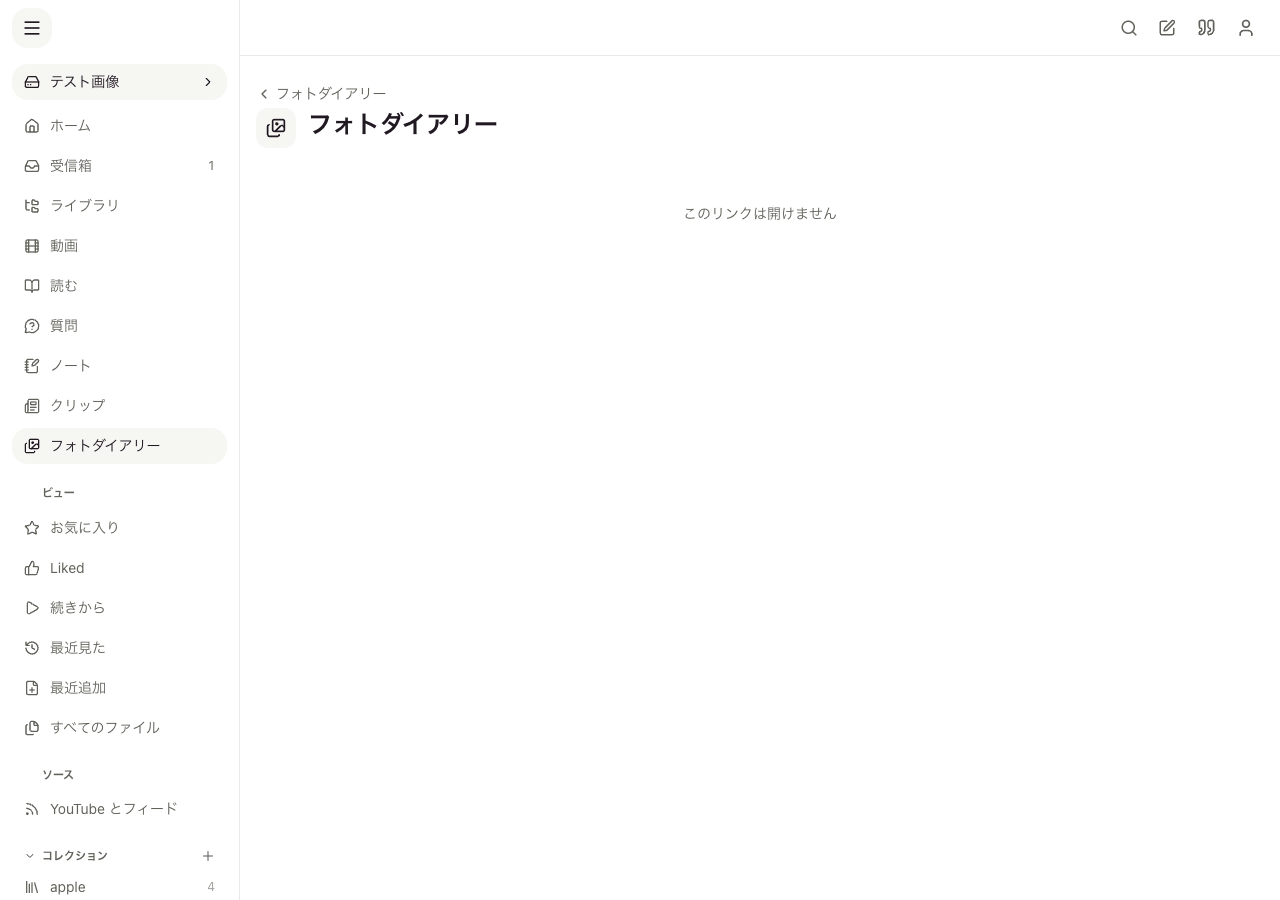 テスト画像
ホーム
受信箱 1
ライブラリ
動画
読む
質問
ノート
クリップ
フォトダイアリー
ビュー
お気に入り
Liked
続きから
最近見た
最近追加
すべてのファイル
ソース
YouTube とフィード
コレクション
apple 4
フォトダイアリー
フォトダイアリー
このリンクは開けません